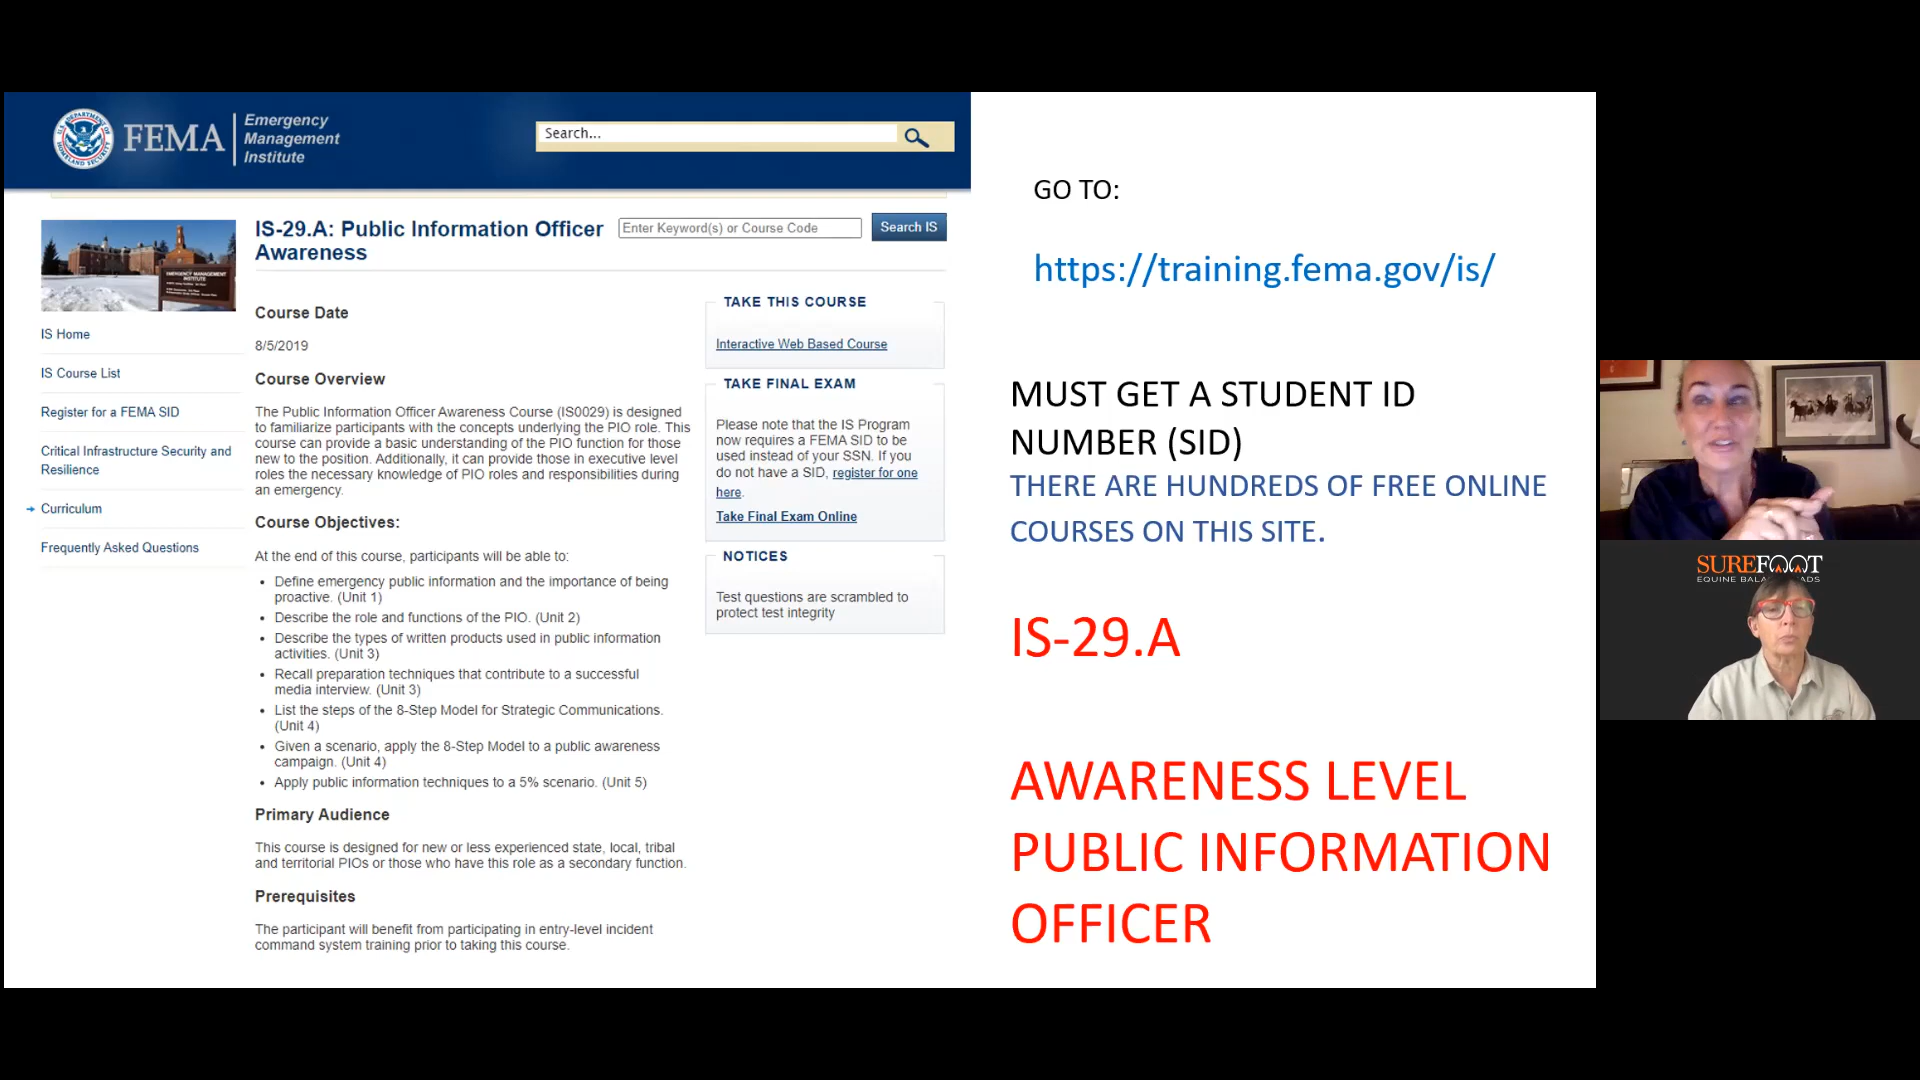 FEMA
Emergency
Management
Institute
Search...
IS-29.A: Public Information Officer
Awareness
Enter Keyword(s) or Course Code
Search IS
EMERGENCY MANAGEMENT
INSTITUTE
IS Home
IS Course List
Register for a FEMA SID
Critical Infrastructure Security and
Resilience
Curriculum
Frequently Asked Questions
Course Date
8/5/2019
Course Overview
The Public Information Officer Awareness Course (IS0029) is designed
to familiarize participants with the concepts underlying the PIO role. This
course can provide a basic understanding of the PIO function for those
new to the position. Additionally, it can provide those in executive level
roles the necessary knowledge of PIO roles and responsibilities during
an emergency.
Course Objectives:
At the end of this course, participants will be able to:
• Define emergency public information and the importance of being
proactive. (Unit 1)
• Describe the role and functions of the PIO. (Unit 2)
• Describe the types of written products used in public information
activities. (Unit 3)
• Recall preparation techniques that contribute to a successful
media interview. (Unit 3)
• List the steps of the 8-Step Model for Strategic Communications.
(Unit 4)
• Given a scenario, apply the 8-Step Model to a public awareness
campaign. (Unit 4)
• Apply public information techniques to a 5% scenario. (Unit 5)
Primary Audience
This course is designed for new or less experienced state, local, tribal
and territorial PIOs or those who have this role as a secondary function.
Prerequisites
The participant will benefit from participating in entry-level incident
command system training prior to taking this course.
TAKE THIS COURSE
Interactive Web Based Course
TAKE FINAL EXAM
Please note that the IS Program
now requires a FEMA SID to be
used instead of your SSN. If you
do not have a SID, register for one
here.
Take Final Exam Online
NOTICES
Test questions are scrambled to
protect test integrity
GO TO:
https://training.fema.gov/is/
MUST GET A STUDENT ID
NUMBER (SID)
THERE ARE HUNDREDS OF FREE ONLINE
COURSES ON THIS SITE.
IS-29.A
AWARENESS LEVEL
PUBLIC INFORMATION
OFFICER
SUREFOOT
EQUINE